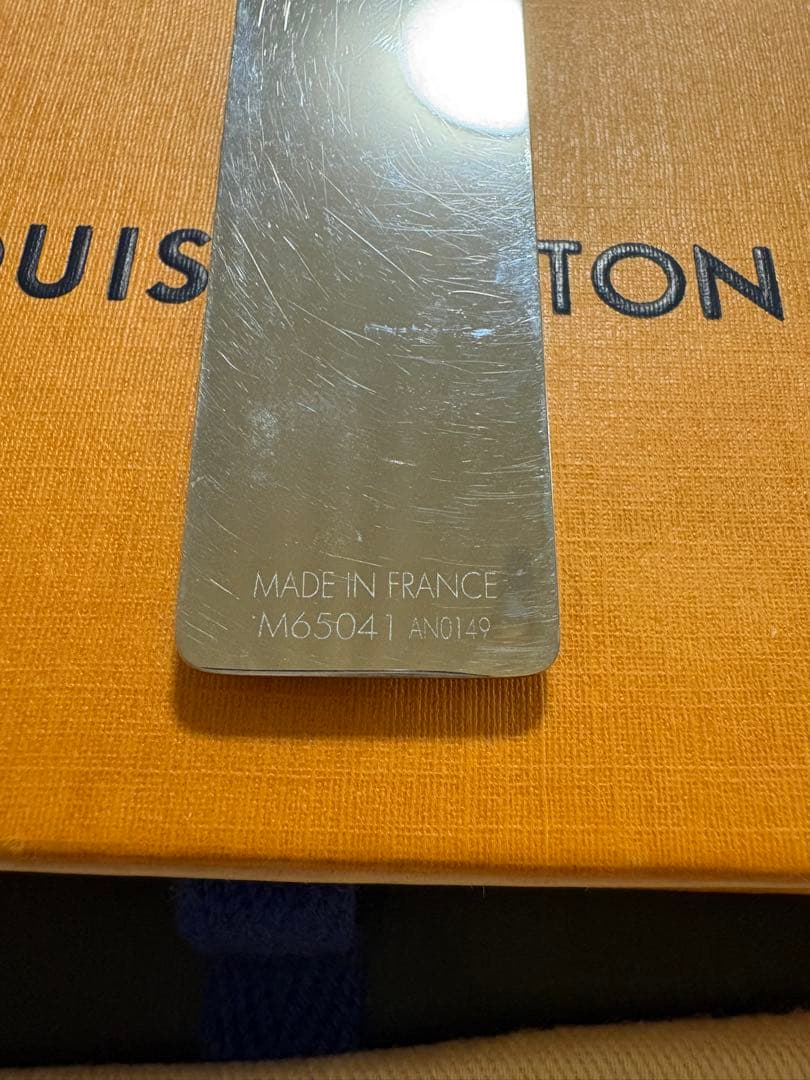 OUIS TON
MADE IN FRANCE
M65041 AN0149